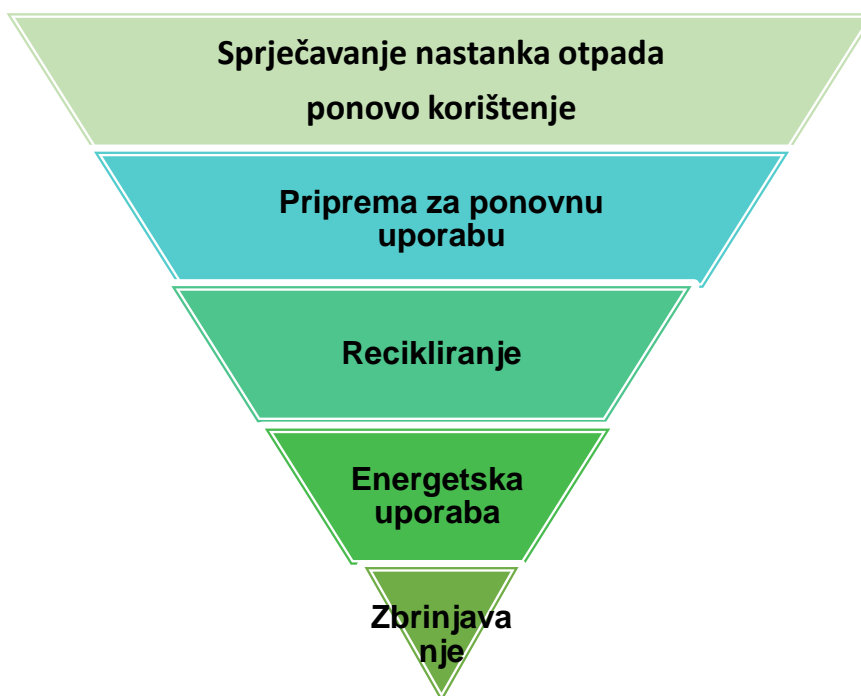 Sprječavanje nastanka otpada
ponovo korištenje
Priprema za ponovnu
uporabu
Recikliranje
Energetska
uporaba
Zbrinjava
nje